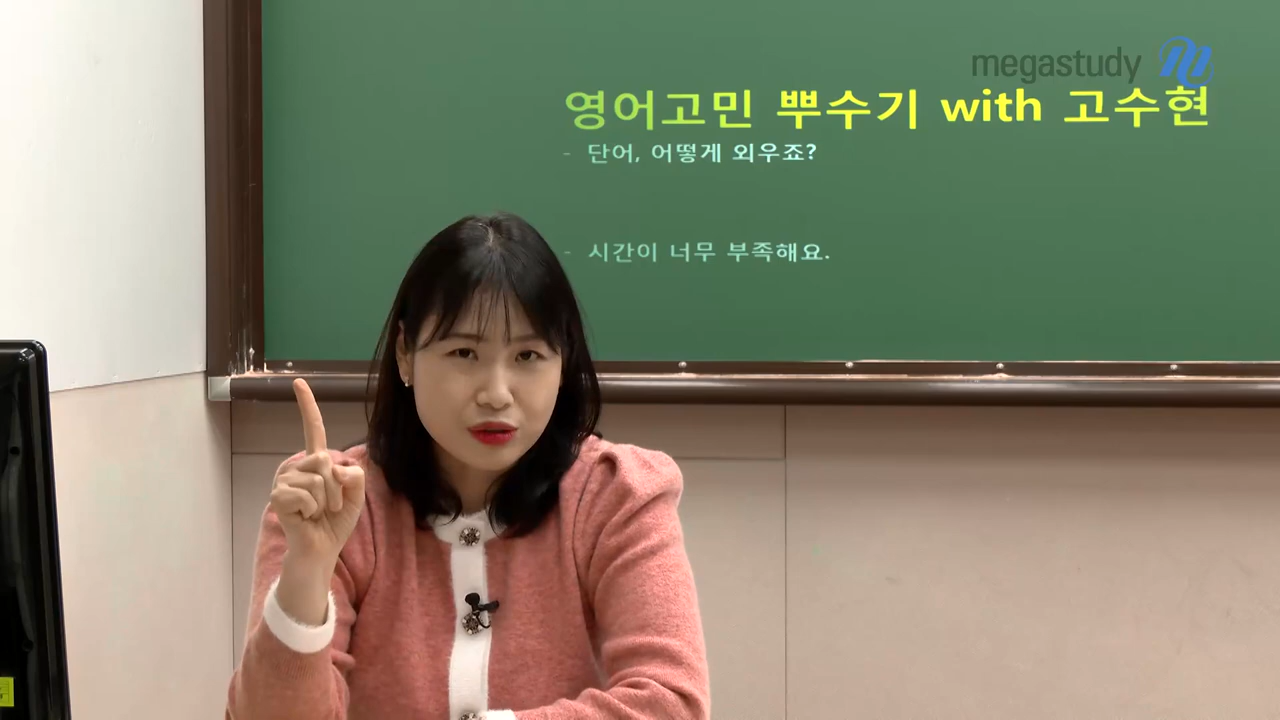 megastudy
영어고민 뿌수기 with 고수현
- 단어, 어떻게 외우죠?
- 시간이 너무 부족해요.